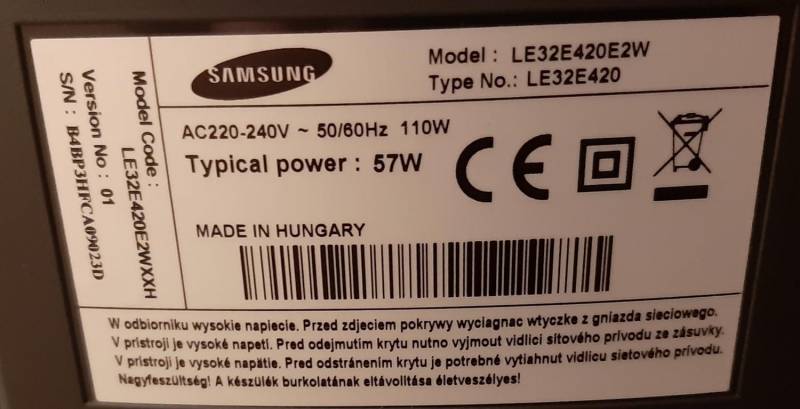 SAMSUNG
Model : LE32E420E2W
Type No.: LE32E420
AC220-240V ~ 50/60Hz 110W
Typical power : 57W
MADE IN HUNGARY
Model Code :
LE32E420E2WXXH
Version No : 01
S/N : B4BP3HFCA09023D
W odbiorniku wysokie napiecie. Przed zdjeciem pokrywy wyciagnac wtyczke z gniazda sieciowego.
V pristroji je vysoké napetí. Pred odejmutím krytu nutno vyjmout vidlici sítového prívodu ze zásuvky.
V pristroji je vysoké napätie. Pred odstránením krytu je potrebné vytiahnut vidlicu sietového prívodu.
Nagyfeszültség! A készülék burkolatának eltávolítása életveszélyes!